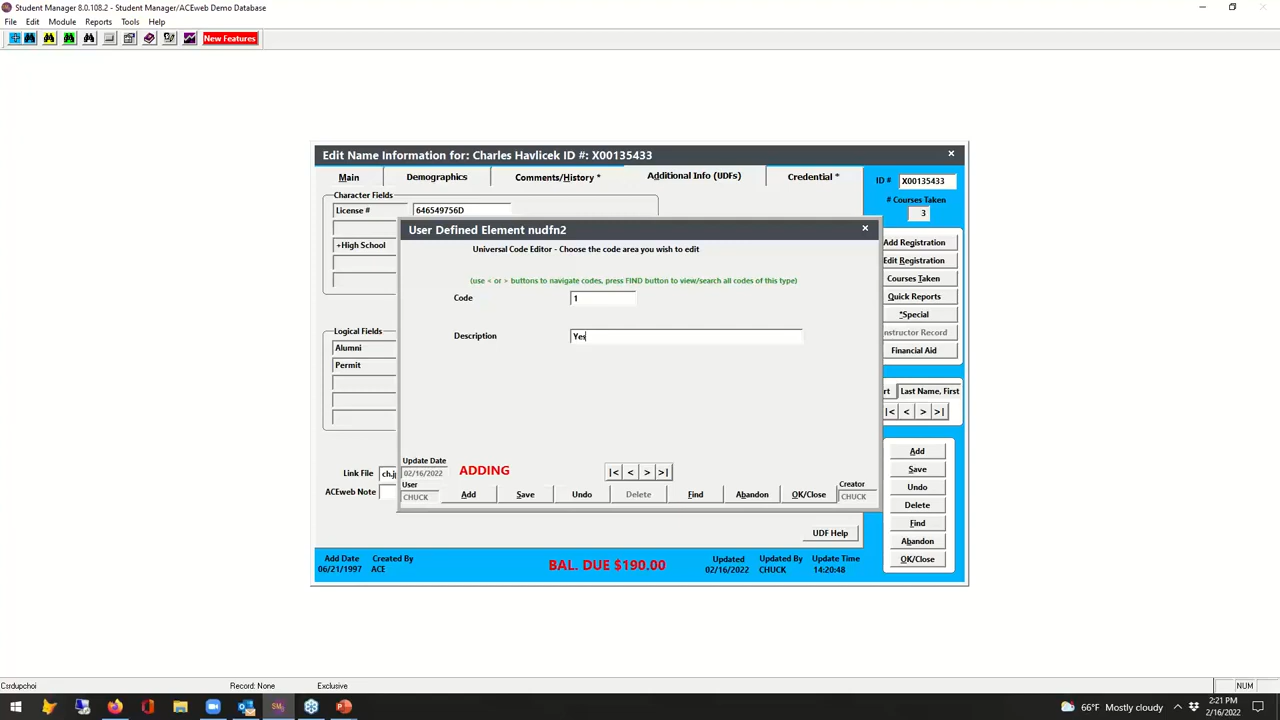 Student Manager 8.0.108.2 - Student Manager/ACEweb Demo Database
File Edit Module Reports Tools Help
New Features
Edit Name Information for: Charles Havlicek ID #: X00135433
Main Demographics Comments/History * Additional Info (UDFs) Credential *
ID # X00135433
# Courses Taken
3
Character Fields
License # 646549756D
+High School
User Defined Element nudfn2
Universal Code Editor - Choose the code area you wish to edit
(use < or > buttons to navigate codes, press FIND button to view/search all codes of this type)
Code 1
Description Yes
Add Registration
Edit Registration
Courses Taken
Quick Reports
*Special
nstructor Record
Financial Aid
Logical Fields
Alumni
Permit
rt Last Name, First
|< < > >|
Update Date
02/16/2022 ADDING |< < > >|
User
CHUCK Add Save Undo Delete Find Abandon OK/Close
Creator
CHUCK
Link File ch.j
ACEweb Note
Add
Save
Undo
Delete
Find
Abandon
OK/Close
UDF Help
Add Date Created By
06/21/1997 ACE
BAL. DUE $190.00
Updated Updated By Update Time
02/16/2022 CHUCK 14:20:48
Csrdupchoi Record: None Exclusive NUM
66°F Mostly cloudy
2:21 PM
2/16/2022